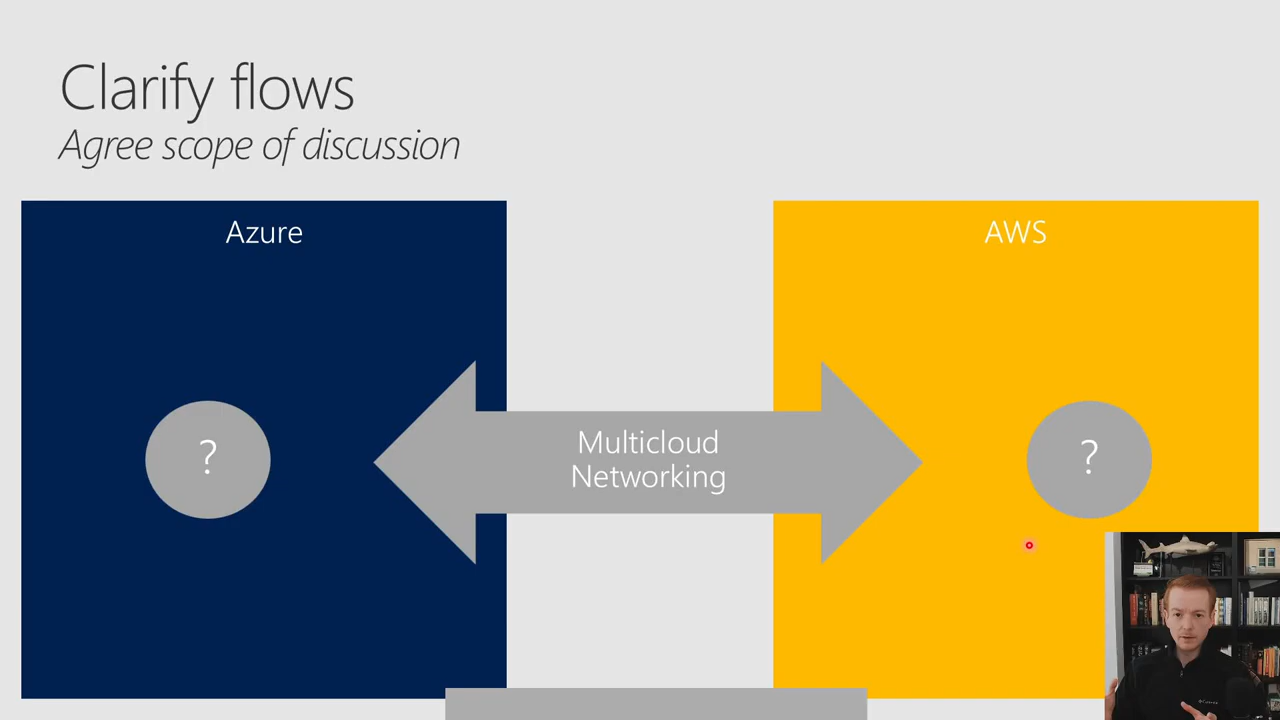 Clarify flows
Agree scope of discussion
Azure
AWS
?
Multicloud
Networking
?